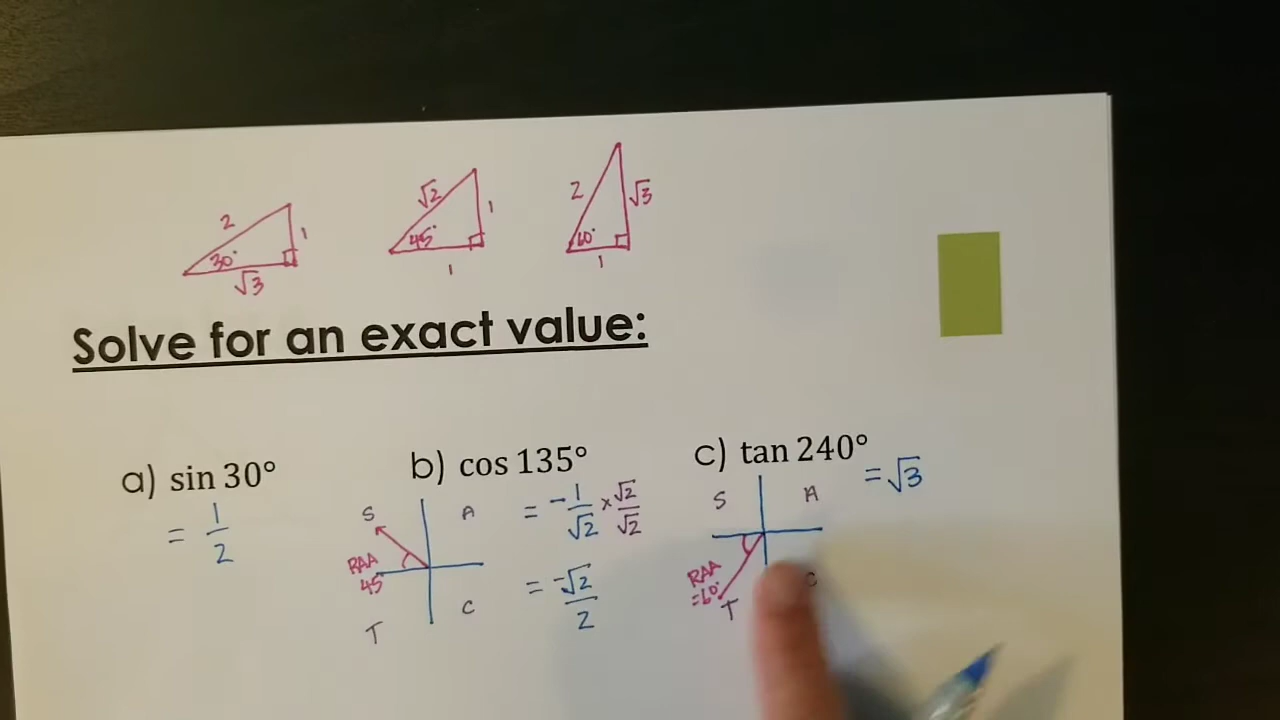 2 1 30° √3
√2 1 45° 1
2 √3 60° 1
Solve for an exact value:
a) sin 30°
= 1/2
b) cos 135°
S A
RAA
45°
T C
= -1/√2 × √2/√2
= -√2/2
c) tan 240°
= √3
S A
RAA
=60°
T C